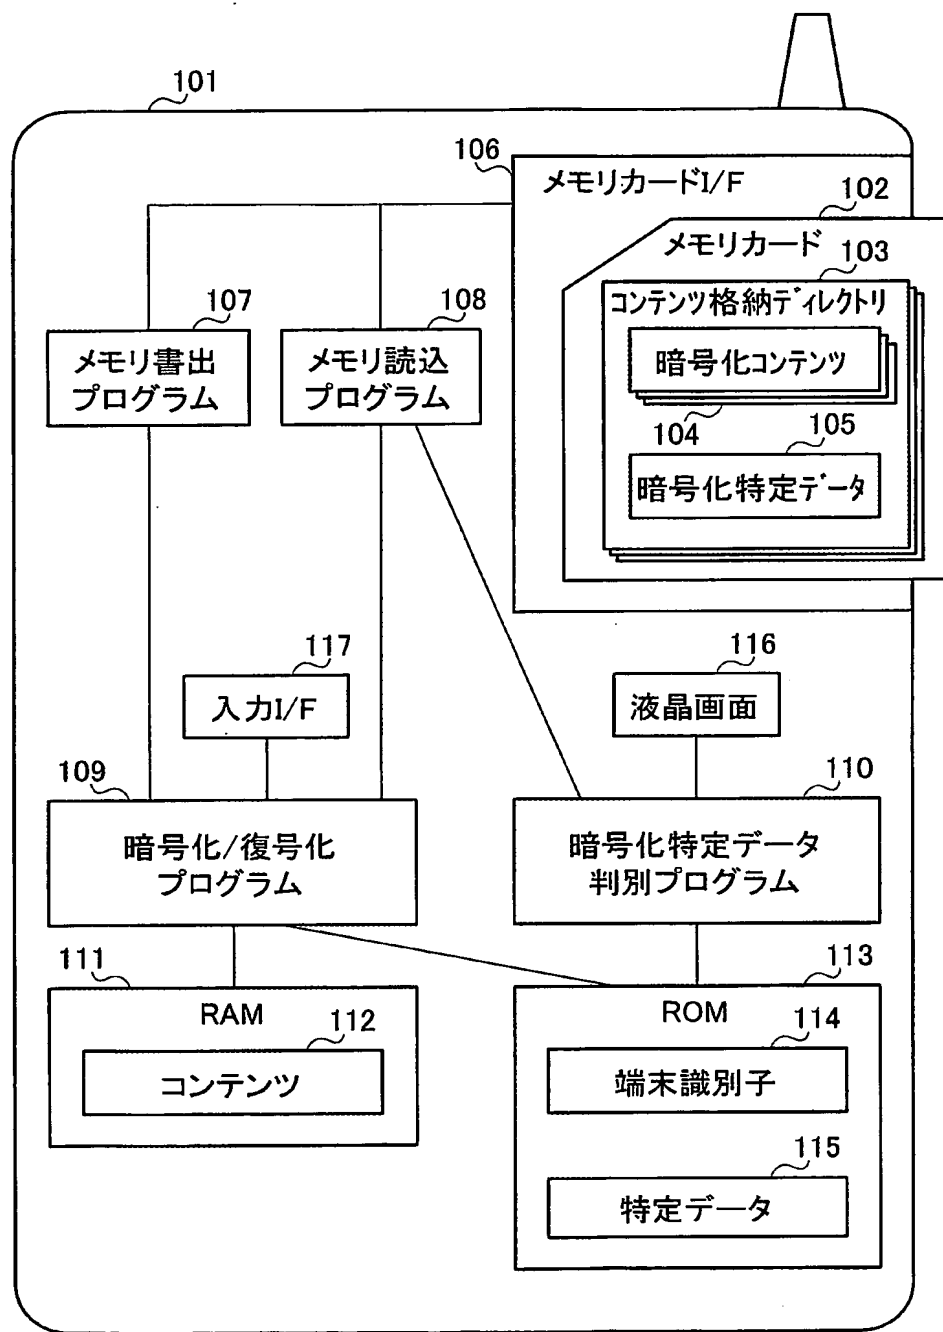 101
106
メモリカードI/F
102
メモリカード
103
コンテンツ格納ディレクトリ
暗号化コンテンツ
104
105
暗号化特定データ
107
メモリ書出
プログラム
108
メモリ読込
プログラム
117
入力I/F
116
液晶画面
109
暗号化/復号化
プログラム
110
暗号化特定データ
判別プログラム
111
RAM
112
コンテンツ
113
ROM
114
端末識別子
115
特定データ